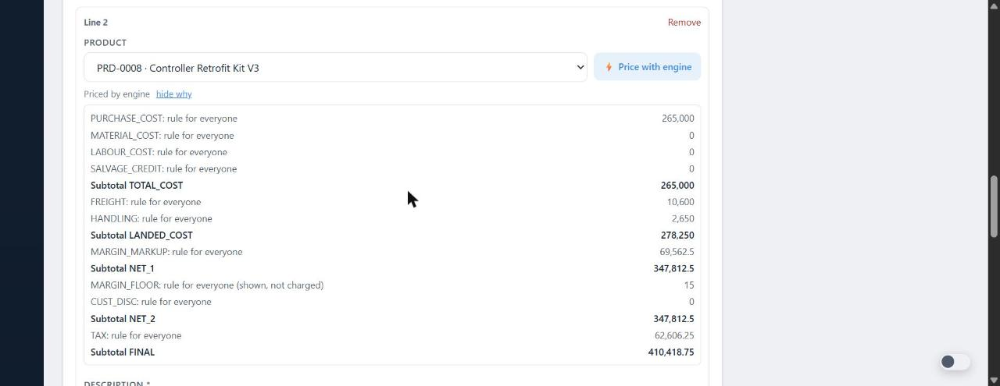 Line 2 Remove
PRODUCT
PRD-0008 · Controller Retrofit Kit V3 Price with engine
Priced by engine hide why
PURCHASE_COST: rule for everyone 265,000
MATERIAL_COST: rule for everyone 0
LABOUR_COST: rule for everyone 0
SALVAGE_CREDIT: rule for everyone 0
Subtotal TOTAL_COST 265,000
FREIGHT: rule for everyone 10,600
HANDLING: rule for everyone 2,650
Subtotal LANDED_COST 278,250
MARGIN_MARKUP: rule for everyone 69,562.5
Subtotal NET_1 347,812.5
MARGIN_FLOOR: rule for everyone (shown, not charged) 15
CUST_DISC: rule for everyone 0
Subtotal NET_2 347,812.5
TAX: rule for everyone 62,606.25
Subtotal FINAL 410,418.75
DESCRIPTION *